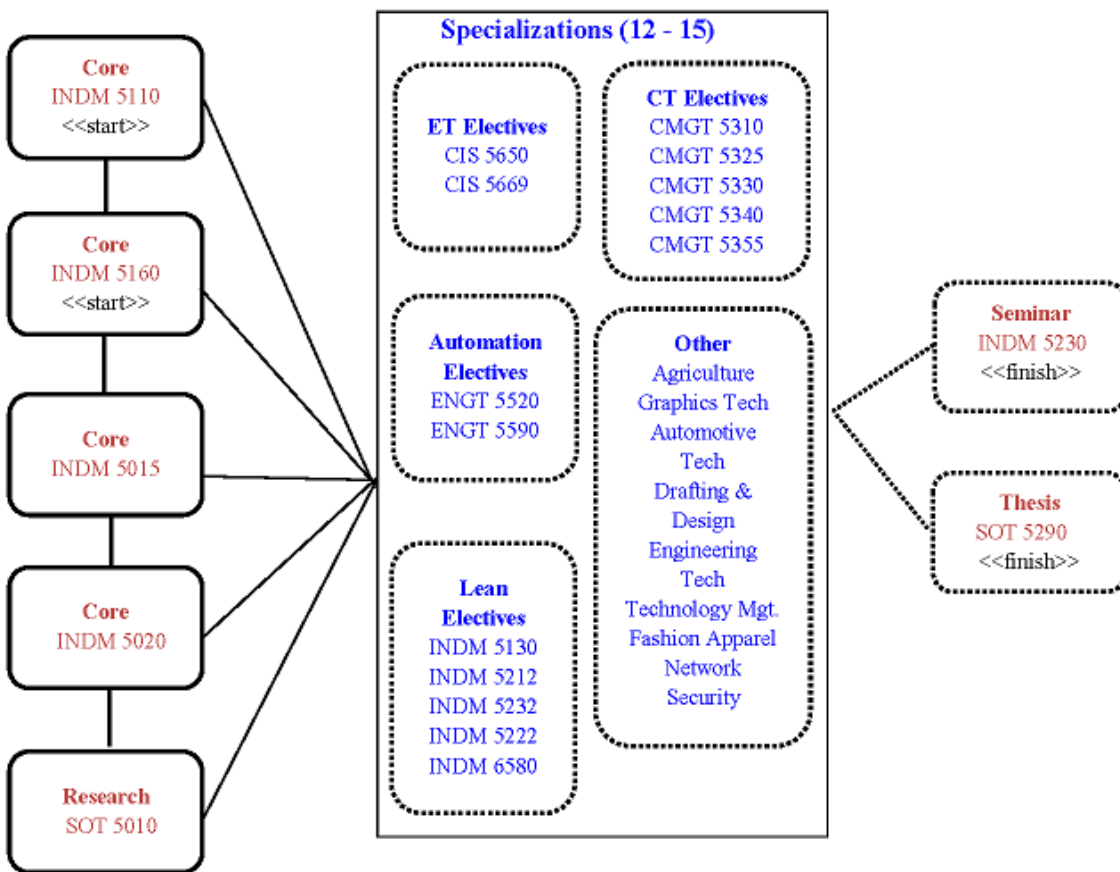 Core
INDM 5110
<<start>>
Core
INDM 5160
<<start>>
Core
INDM 5015
Core
INDM 5020
Research
SOT 5010
Specializations (12 - 15)
ET Electives
CIS 5650
CIS 5669
CT Electives
CMGT 5310
CMGT 5325
CMGT 5330
CMGT 5340
CMGT 5355
Automation
Electives
ENGT 5520
ENGT 5590
Other
Agriculture
Graphics Tech
Automotive
Tech
Drafting &
Design
Engineering
Tech
Technology Mgt.
Fashion Apparel
Network
Security
Lean
Electives
INDM 5130
INDM 5212
INDM 5232
INDM 5222
INDM 6580
Seminar
INDM 5230
<<finish>>
Thesis
SOT 5290
<<finish>>